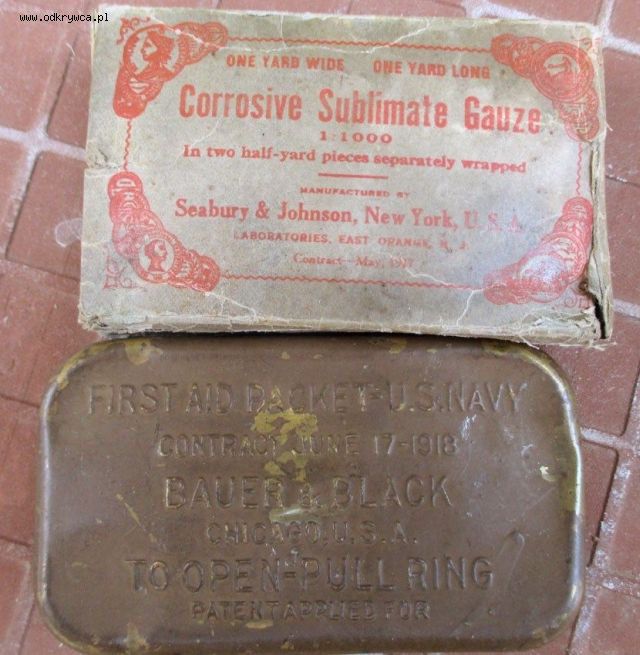 www.odkrywca.pl
ONE YARD WIDE ONE YARD LONG
Corrosive Sublimate Gauze
1:1000
In two half-yard pieces separately wrapped
MANUFACTURED BY
Seabury & Johnson, New York, U. S. A.
LABORATORIES, EAST ORANGE, N. J.
Contract—May, 1917
FIRST AID PACKET-U.S. NAVY
CONTRACT JUNE 17-1918
BAUER & BLACK
CHICAGO, U.S.A.
TO OPEN-PULL RING
PATENT APPLIED FOR